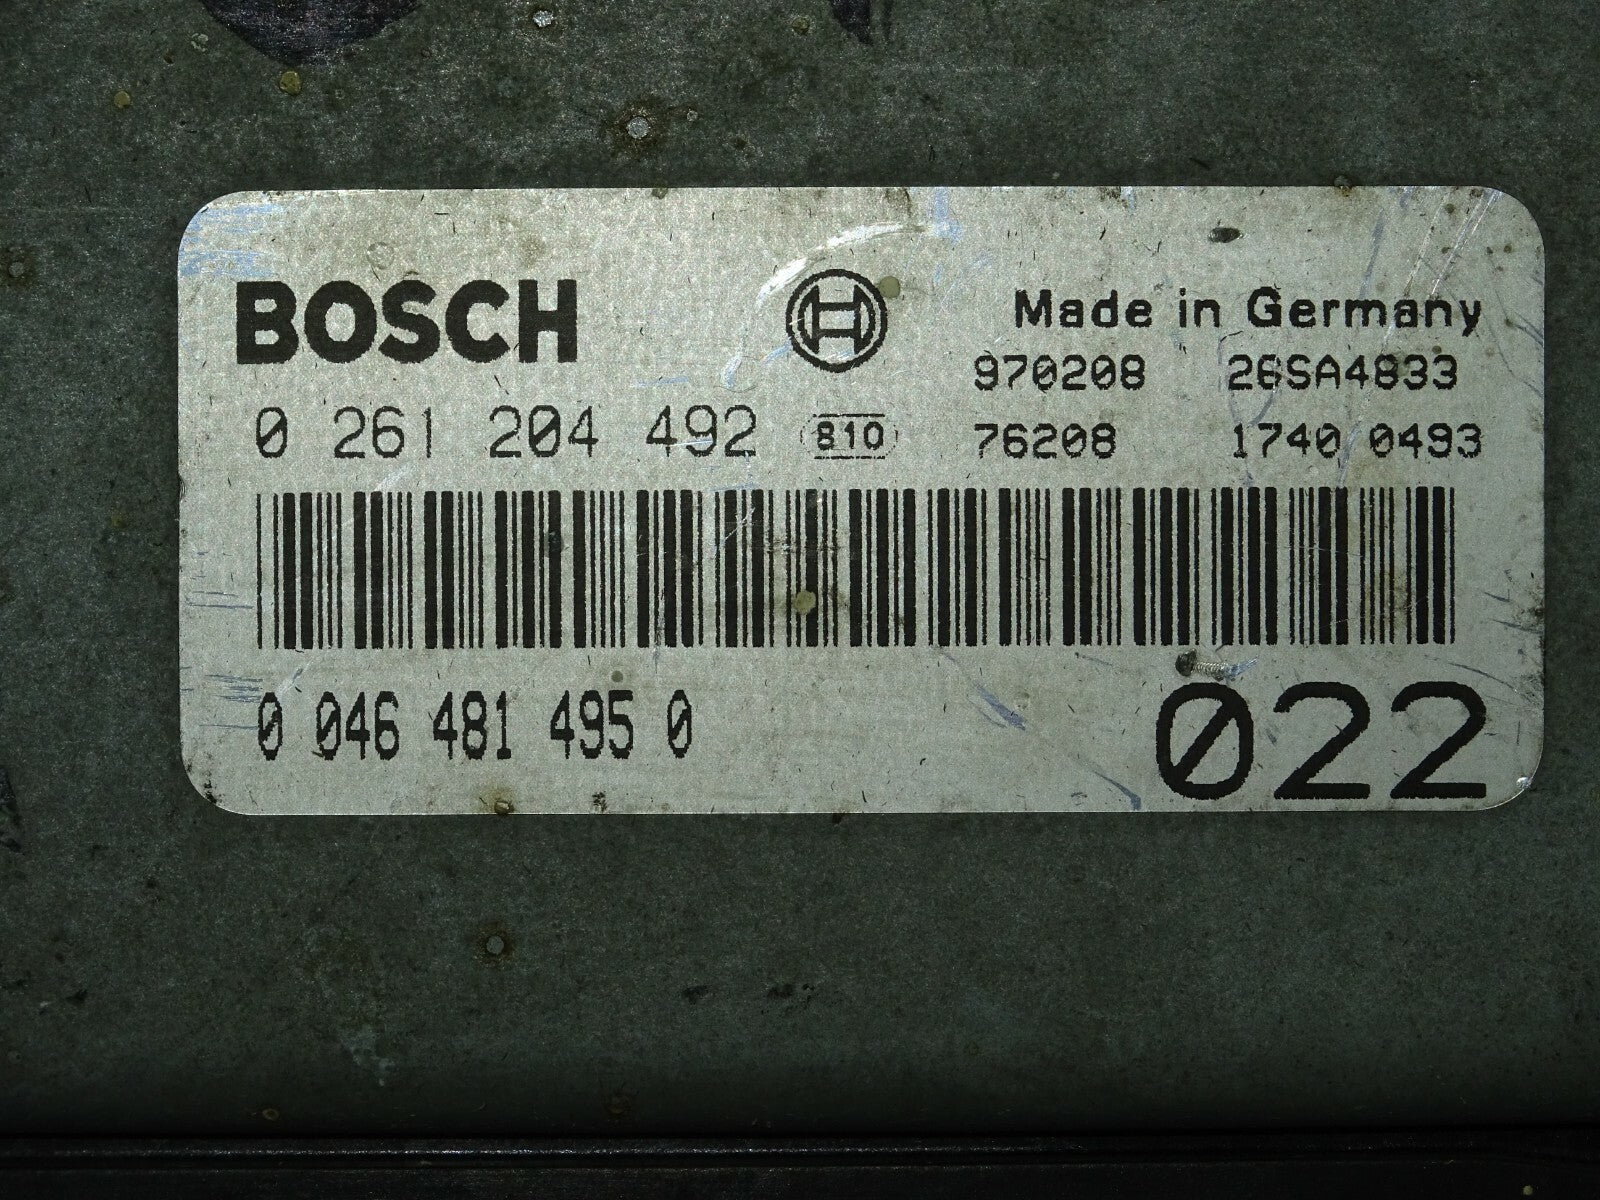 BOSCH Made in Germany
970208 26SA4833
0 261 204 492 810 76208 1740 0493
0 046 481 495 0 022